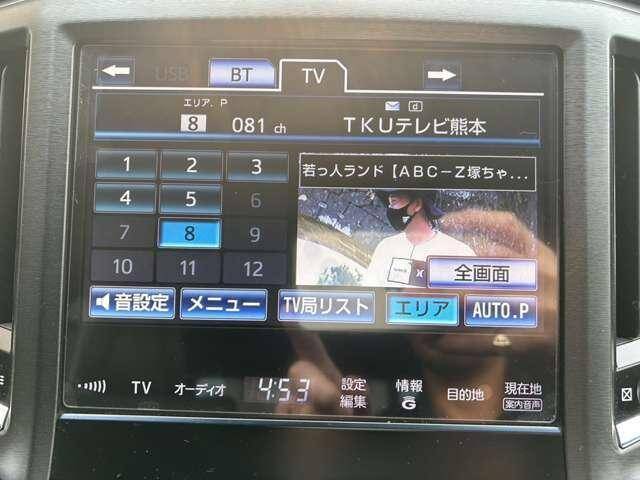 USB BT TV
エリア.P
8 081 ch TKUテレビ熊本
1 2 3
若っ人ランド【ABC−Z塚ちゃ...
4 5 6
7 8 9
10 11 12
全画面
音設定 メニュー TV局リスト エリア AUTO.P
TV オーディオ 4:53 設定編集 情報G 目的地 現在地
案内音声